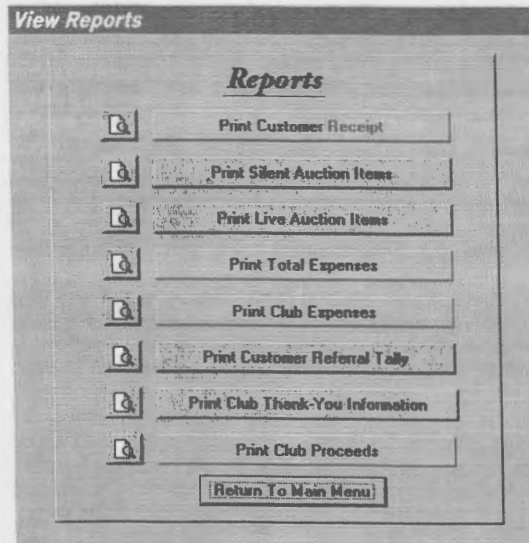 View Reports
Reports
Print Customer Receipt
Print Silent Auction Items
Print Live Auction Items
Print Total Expenses
Print Club Expenses
Print Customer Referral Tally
Print Club Thank-You Information
Print Club Proceeds
Return To Main Menu